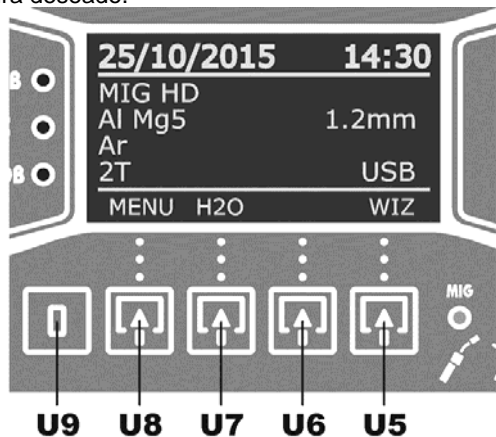 25/10/2015 14:30
MIG HD
Al Mg5 1.2mm
Ar
2T USB
MENU H2O WIZ
MIG
U9 U8 U7 U6 U5